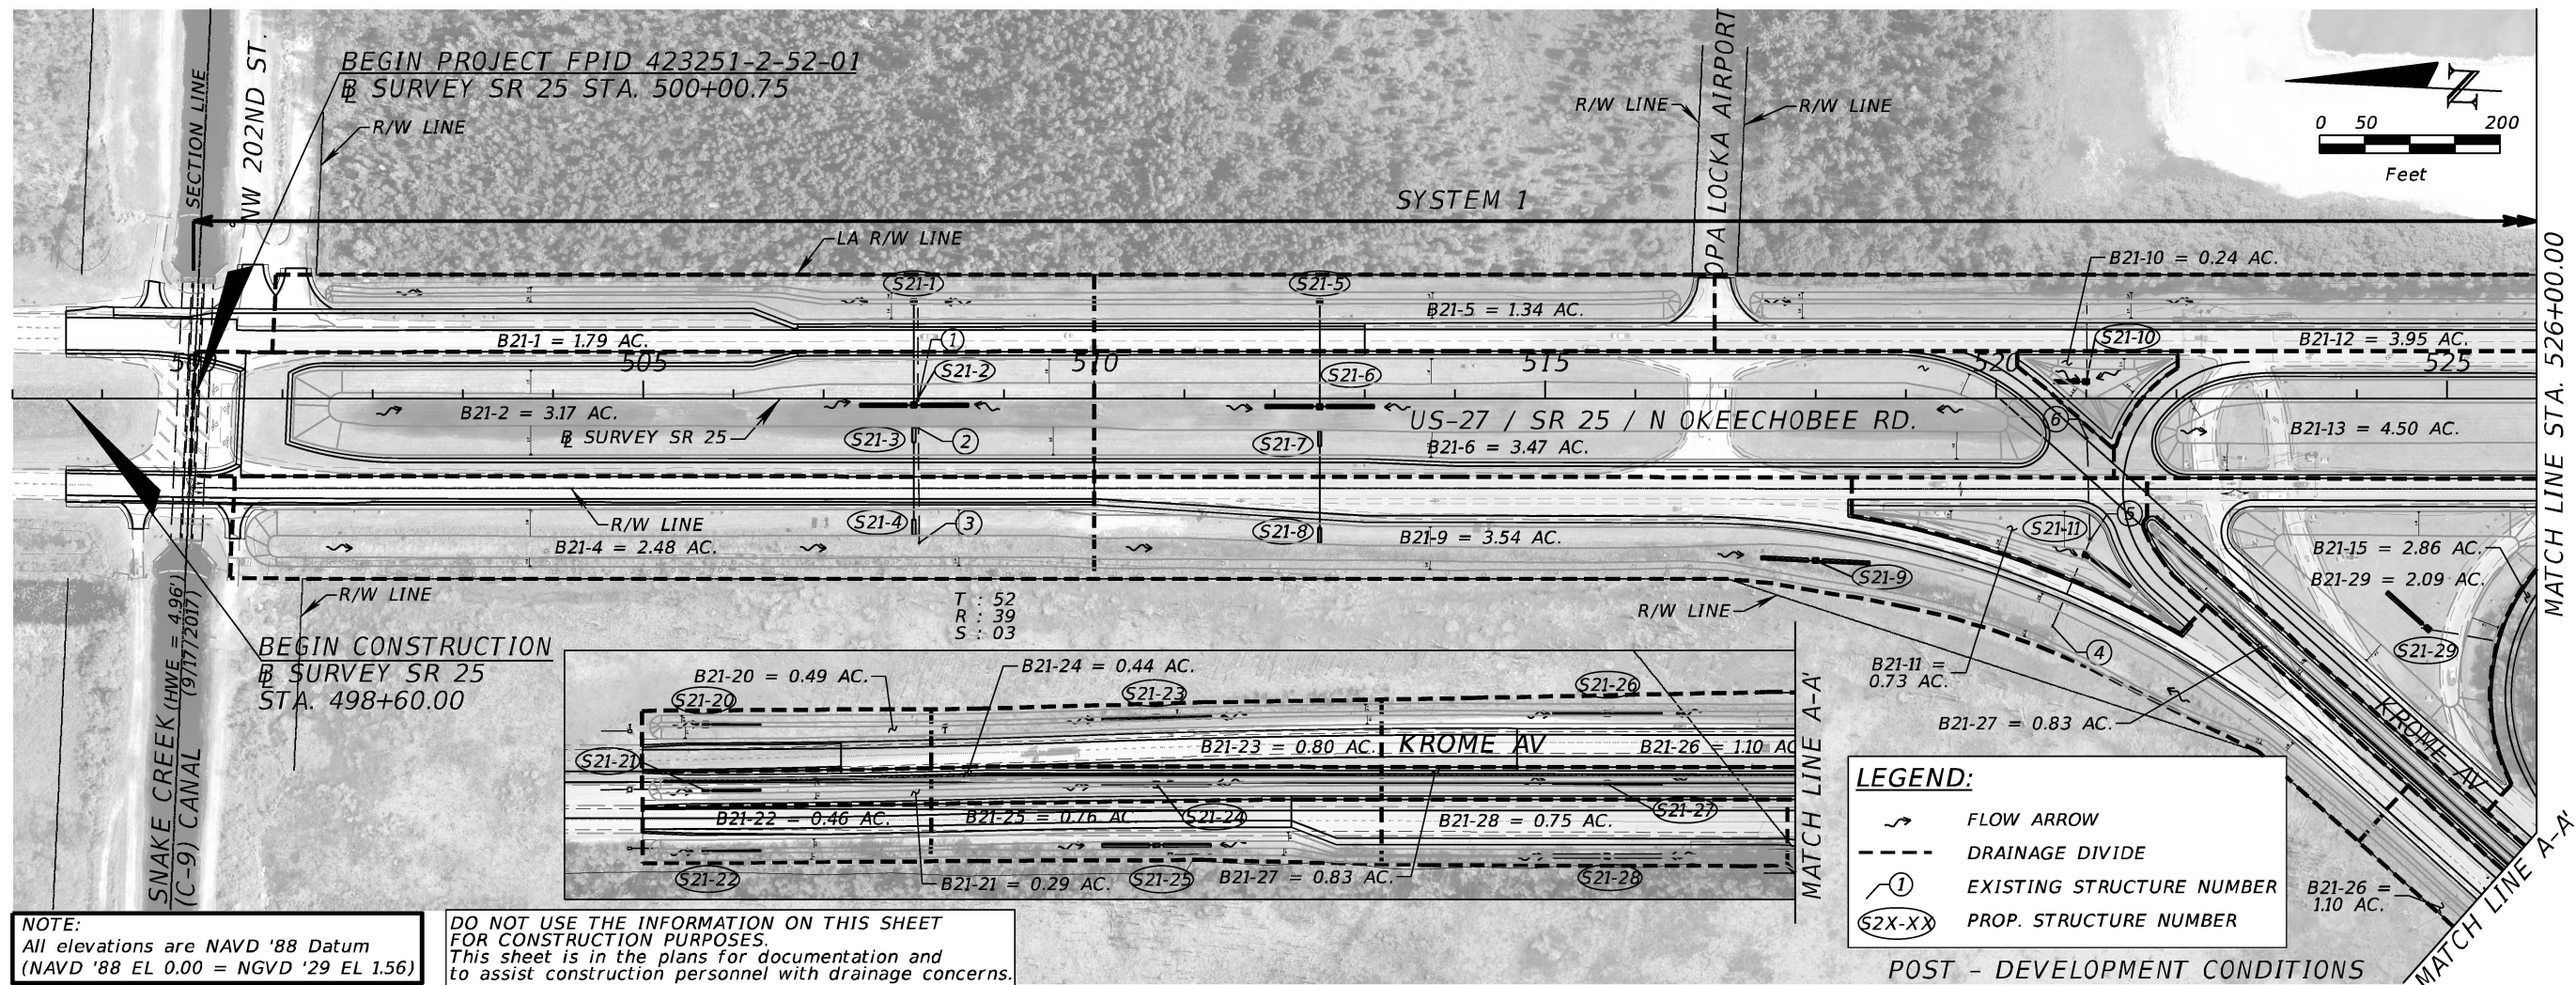 BEGIN PROJECT FPID 423251-2-52-01
BL SURVEY SR 25 STA. 500+00.75
SECTION LINE
NW 202ND ST.
R/W LINE
LA R/W LINE
SYSTEM 1
R/W LINE
R/W LINE
OPA LOCKA AIRPORT
N
0 50 200
Feet
MATCH LINE STA. 526+00.00
S21-1
S21-5
B21-10 = 0.24 AC.
B21-5 = 1.34 AC.
B21-1 = 1.79 AC.
1
S21-10
B21-12 = 3.95 AC.
500
505
510
515
520
525
S21-2
S21-6
B21-2 = 3.17 AC.
BL SURVEY SR 25
S21-3
2
S21-7
US-27 / SR 25 / N OKEECHOBEE RD.
B21-6 = 3.47 AC.
6
B21-13 = 4.50 AC.
R/W LINE
S21-4
3
S21-8
B21-4 = 2.48 AC.
B21-9 = 3.54 AC.
S21-11
5
B21-15 = 2.86 AC.
B21-29 = 2.09 AC.
S21-9
R/W LINE
R/W LINE
T : 52
R : 39
S : 03
4
S21-29
B21-11 =
0.73 AC.
B21-27 = 0.83 AC.
KROME AV
BEGIN CONSTRUCTION
BL SURVEY SR 25
STA. 498+60.00
SNAKE CREEK (HWE = 4.96')
(C-9) CANAL (9/17/2017)
B21-20 = 0.49 AC.
B21-24 = 0.44 AC.
S21-20
S21-23
S21-26
B21-23 = 0.80 AC.
KROME AV
B21-26 = 1.10 AC
S21-21
S21-27
B21-22 = 0.46 AC.
B21-25 = 0.76 AC.
S21-24
B21-28 = 0.75 AC.
S21-22
B21-21 = 0.29 AC.
S21-25
B21-27 = 0.83 AC.
S21-28
MATCH LINE A-A'
LEGEND:
FLOW ARROW
DRAINAGE DIVIDE
1 EXISTING STRUCTURE NUMBER
S2X-XX PROP. STRUCTURE NUMBER
B21-26 =
1.10 AC.
MATCH LINE A-A'
NOTE:
All elevations are NAVD '88 Datum
(NAVD '88 EL 0.00 = NGVD '29 EL 1.56)
DO NOT USE THE INFORMATION ON THIS SHEET
FOR CONSTRUCTION PURPOSES.
This sheet is in the plans for documentation and
to assist construction personnel with drainage concerns.
POST - DEVELOPMENT CONDITIONS